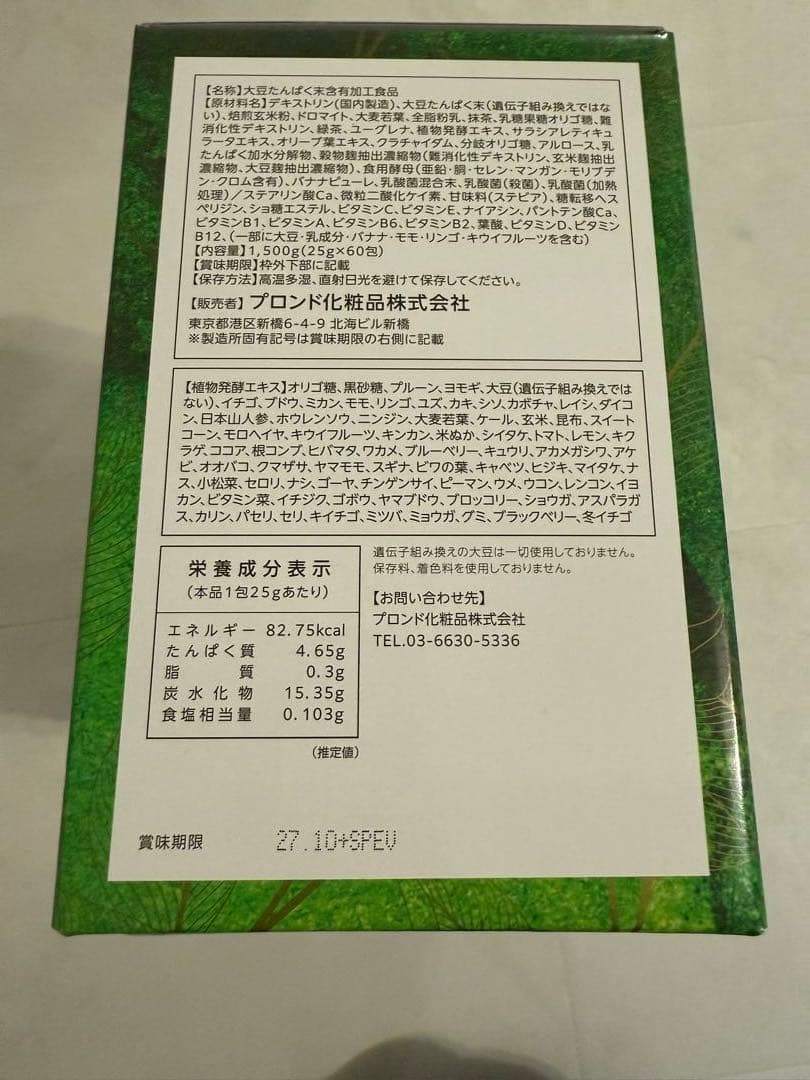 【名称】大豆たんぱく末含有加工食品
【原材料名】デキストリン(国内製造)、大豆たんぱく末(遺伝子組み換えではな
い)、焙煎玄米粉、ドロマイト、大麦若葉、全脂粉乳、抹茶、乳糖果糖オリゴ糖、難
消化性デキストリン、緑茶、ユーグレナ、植物発酵エキス、サラシアレティキュ
ラータエキス、オリーブ葉エキス、クラチャイダム、分岐オリゴ糖、アルロース、乳
たんぱく加水分解物、穀物麹抽出濃縮物(難消化性デキストリン、玄米麹抽出
濃縮物、大豆麹抽出濃縮物)、食用酵母(亜鉛・胴・セレン・マンガン・モリブデ
ン・クロム含有)、バナナピューレ、乳酸菌混合末、乳酸菌(殺菌)、乳酸菌(加熱
処理)／ステアリン酸Ca、微粒二酸化ケイ素、甘味料(ステビア)、糖転移ヘス
ペリジン、ショ糖エステル、ビタミンC、ビタミンE、ナイアシン、パントテン酸Ca、
ビタミンB1、ビタミンA、ビタミンB6、ビタミンB2、葉酸、ビタミンD、ビタミン
B12、(一部に大豆・乳成分・バナナ・モモ・リンゴ・キウイフルーツを含む)
【内容量】1,500g(25g×60包)
【賞味期限】枠外下部に記載
【保存方法】高温多湿、直射日光を避けて保存してください。
【販売者】プロンド化粧品株式会社
東京都港区新橋6-4-9 北海ビル新橋
※製造所固有記号は賞味期限の右側に記載
【植物発酵エキス】オリゴ糖、黒砂糖、プルーン、ヨモギ、大豆(遺伝子組み換えでは
ない)、イチゴ、ブドウ、ミカン、モモ、リンゴ、ユズ、カキ、シソ、カボチャ、レイシ、ダイコ
ン、日本山人参、ホウレンソウ、ニンジン、大麦若葉、ケール、玄米、昆布、スイート
コーン、モロヘイヤ、キウイフルーツ、キンカン、米ぬか、シイタケ、トマト、レモン、キク
ラゲ、ココア、根コンブ、ヒバマタ、ワカメ、ブルーベリー、キュウリ、アカメガシワ、アケ
ビ、オオバコ、クマザサ、ヤマモモ、スギナ、ビワの葉、キャベツ、ヒジキ、マイタケ、ナ
ス、小松菜、セロリ、ナシ、ゴーヤ、チンゲンサイ、ピーマン、ウメ、ウコン、レンコン、イヨ
カン、ビタミン菜、イチジク、ゴボウ、ヤマブドウ、ブロッコリー、ショウガ、アスパラガ
ス、カリン、パセリ、セリ、キイチゴ、ミツバ、ミョウガ、グミ、ブラックベリー、冬イチゴ
栄養成分表示
(本品1包25gあたり)
エネルギー 82.75kcal
たんぱく質 4.65g
脂質 0.3g
炭水化物 15.35g
食塩相当量 0.103g
(推定値)
遺伝子組み換えの大豆は一切使用しておりません。
保存料、着色料を使用しておりません。
【お問い合わせ先】
プロンド化粧品株式会社
TEL.03-6630-5336
賞味期限 27.10+SPEV